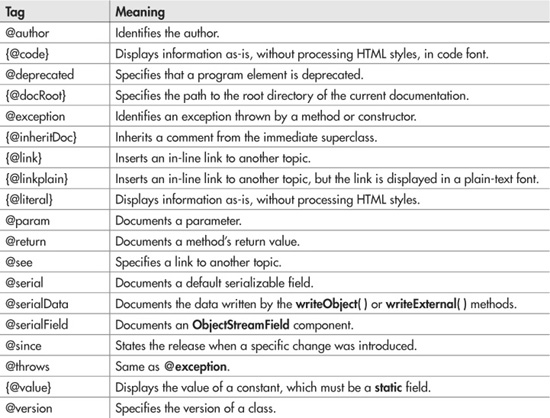 Tag Meaning
@author Identifies the author.
{@code} Displays information as-is, without processing HTML styles, in code font.
@deprecated Specifies that a program element is deprecated.
{@docRoot} Specifies the path to the root directory of the current documentation.
@exception Identifies an exception thrown by a method or constructor.
{@inheritDoc} Inherits a comment from the immediate superclass.
{@link} Inserts an in-line link to another topic.
{@linkplain} Inserts an in-line link to another topic, but the link is displayed in a plain-text font.
{@literal} Displays information as-is, without processing HTML styles.
@param Documents a parameter.
@return Documents a method's return value.
@see Specifies a link to another topic.
@serial Documents a default serializable field.
@serialData Documents the data written by the writeObject( ) or writeExternal( ) methods.
@serialField Documents an ObjectStreamField component.
@since States the release when a specific change was introduced.
@throws Same as @exception.
{@value} Displays the value of a constant, which must be a static field.
@version Specifies the version of a class.